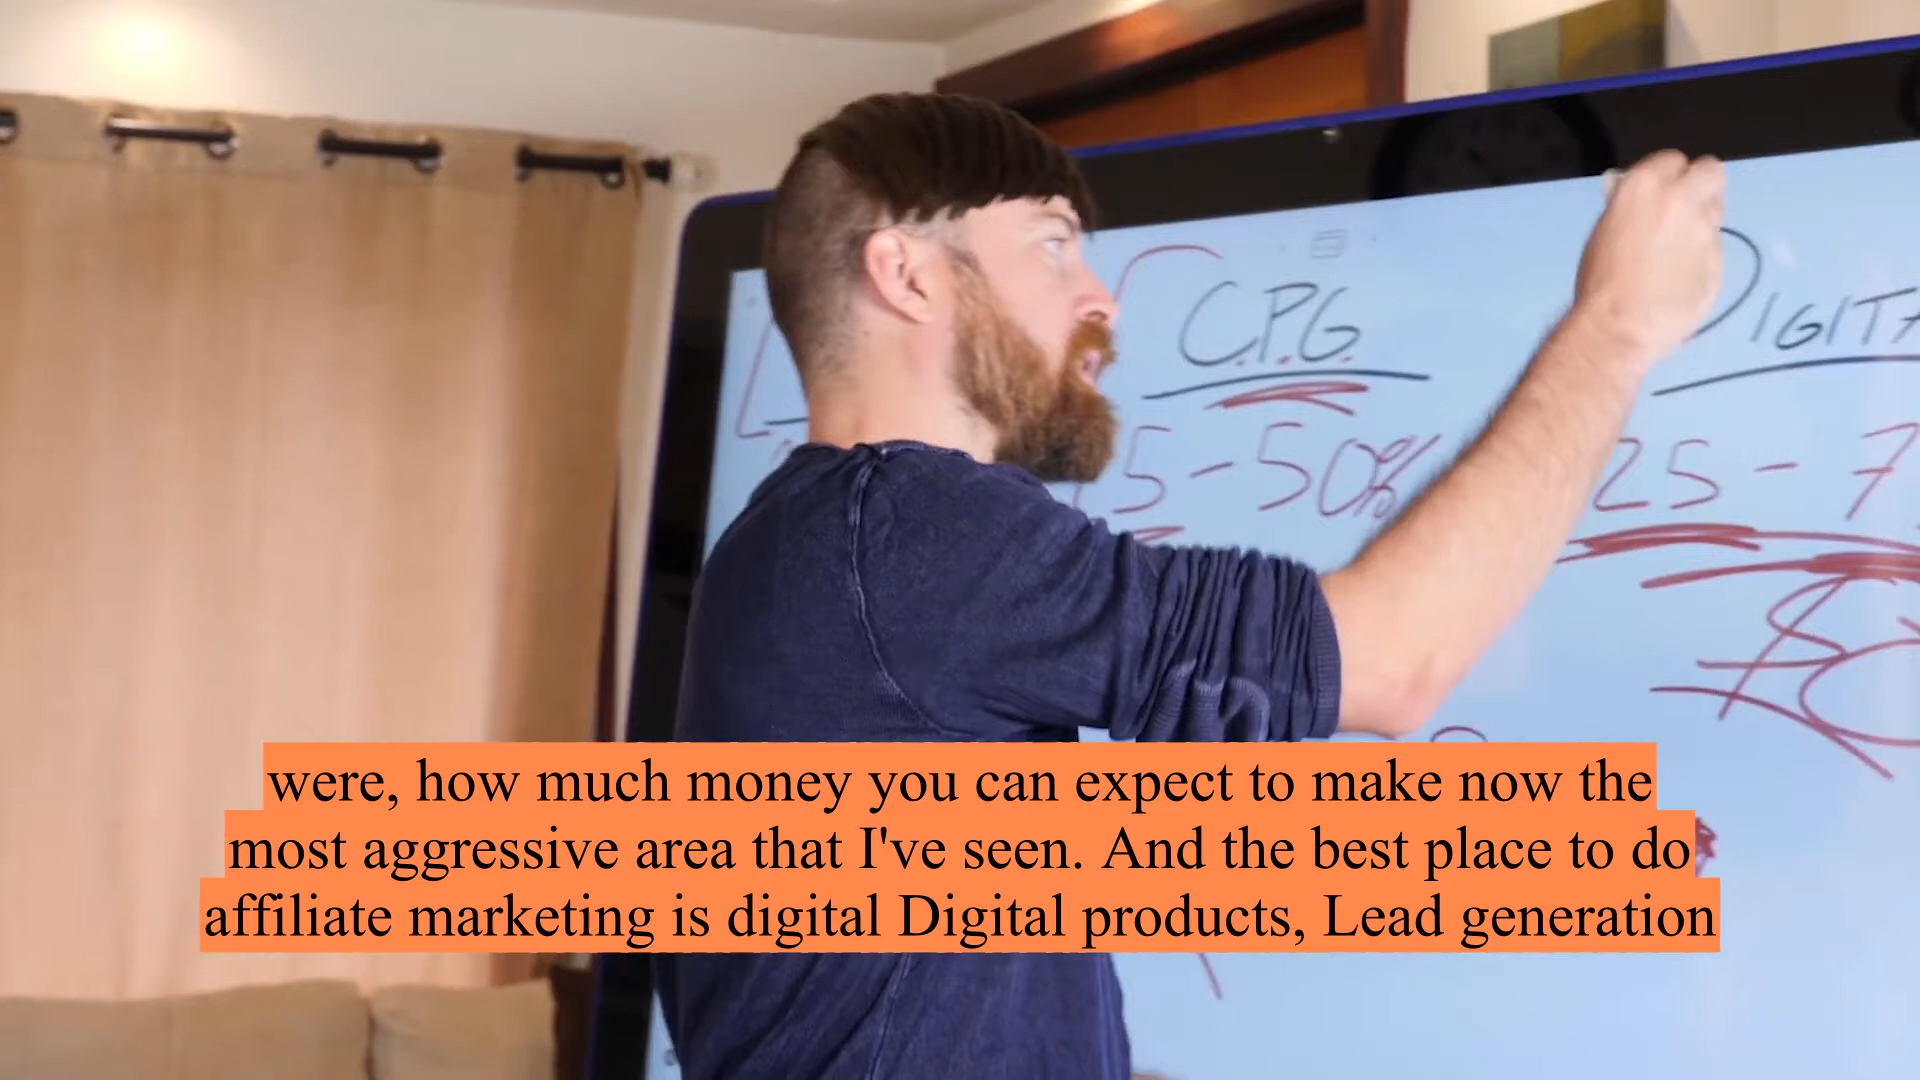 C.P.G.
DIGITA
5-50%
25-7
were, how much money you can expect to make now the
most aggressive area that I've seen. And the best place to do
affiliate marketing is digital Digital products, Lead generation